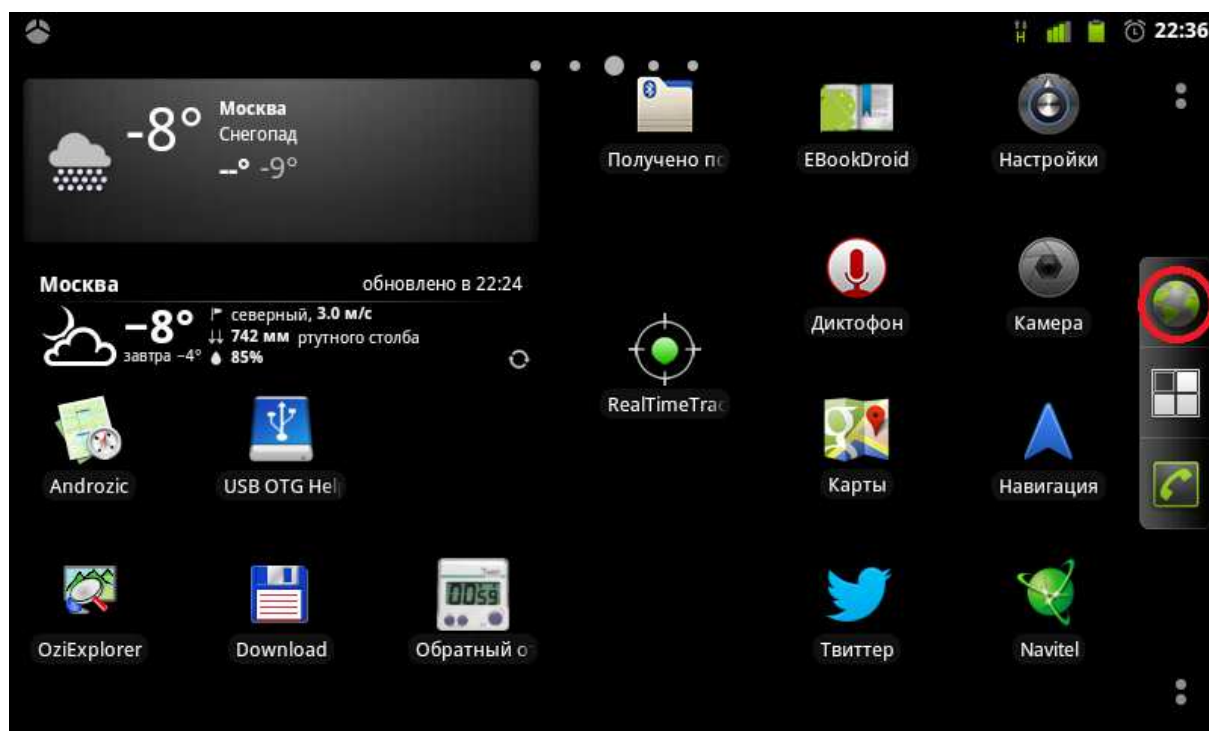 22:36
-8°
Москва
Снегопад
--° -9°
Москва
обновлено в 22:24
−8°
северный, 3.0 м/с
742 мм ртутного столба
завтра −4°
85%
Получено по
EBookDroid
Настройки
Диктофон
Камера
RealTimeTrac
Androzic
USB OTG Help
Карты
Навигация
OziExplorer
Download
00 59
Обратный от
Твиттер
Navitel